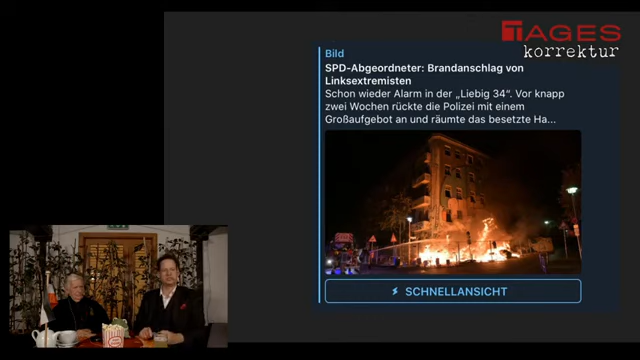 TAGES
korrektur
Bild
SPD-Abgeordneter: Brandanschlag von
Linksextremisten
Schon wieder Alarm in der „Liebig 34“. Vor knapp
zwei Wochen rückte die Polizei mit einem
Großaufgebot an und räumte das besetzte Ha...
SCHNELLANSICHT